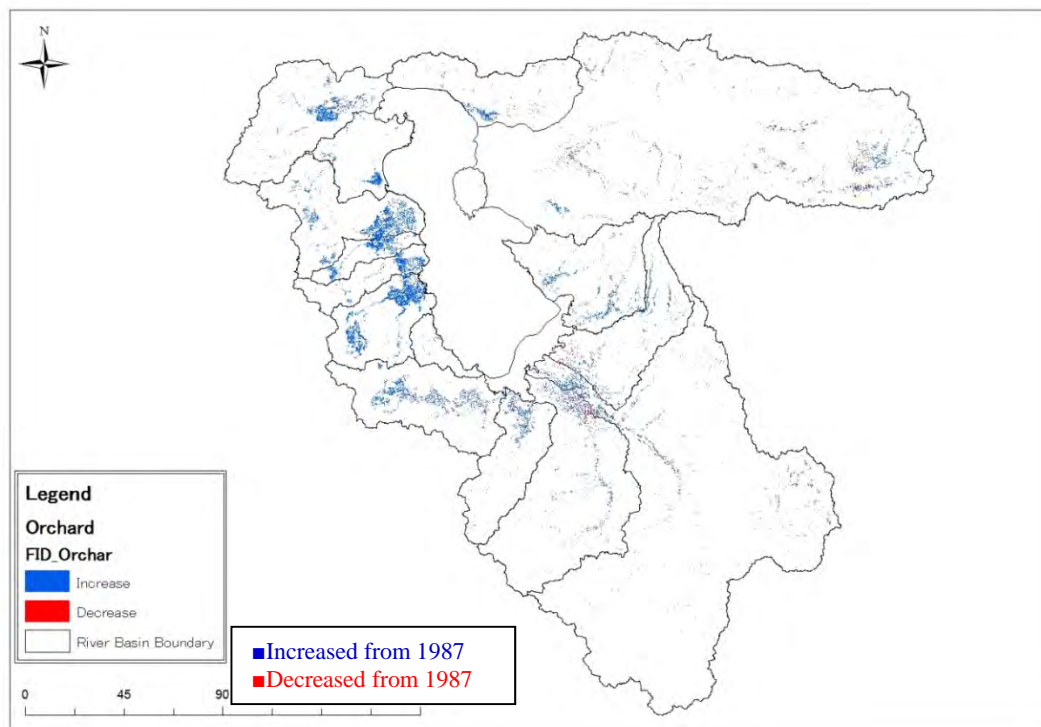 N
Legend
Orchard
FID_Orchar
Increase
Decrease
River Basin Boundary
■Increased from 1987
■Decreased from 1987
0 45 90